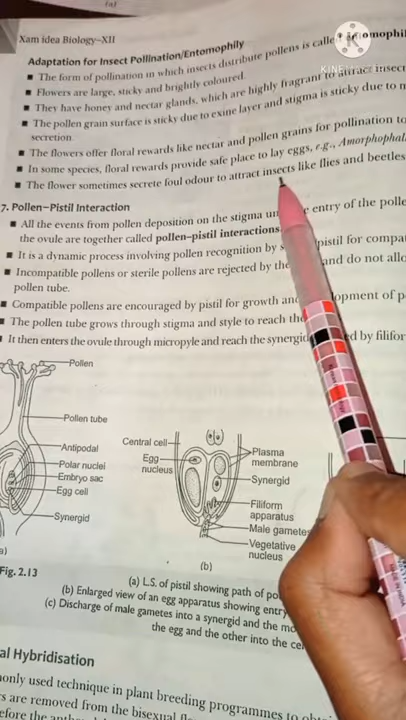 (a)
Xam idea Biology–XII
Adaptation for Insect Pollination/Entomophily
The form of pollination in which insects distribute pollens is called
Flowers are large, sticky and brightly coloured.
They have honey and nectar glands, which are highly fragrant to attract insec
The pollen grain surface is sticky due to exine layer and stigma is sticky due to
secretion.
The flowers offer floral rewards like nectar and pollen grains for pollination to
In some species, floral rewards provide safe place to lay eggs, e.g., Amorphophal
The flower sometimes secrete foul odour to attract insects like flies and beetles
7. Pollen–Pistil Interaction
All the events from pollen deposition on the stigma un entry of the polle
the ovule are together called pollen–pistil interactions.
It is a dynamic process involving pollen recognition by pistil for compa
Incompatible pollens or sterile pollens are rejected by the and do not allo
pollen tube.
Compatible pollens are encouraged by pistil for growth and opment of p
The pollen tube grows through stigma and style to reach the
It then enters the ovule through micropyle and reach the synergid by filifor
Pollen
Pollen tube
Antipodal
Polar nuclei
Embryo sac
Egg cell
Synergid
Central cell
Egg
nucleus
Plasma
membrane
Synergid
Filiform
apparatus
Male gamete
Vegetative
nucleus
a)
(b)
Fig. 2.13
(a) L.S. of pistil showing path of po
(b) Enlarged view of an egg apparatus showing entry
(c) Discharge of male gametes into a synergid and the mo
the egg and the other into the ce
al Hybridisation
only used technique in plant breeding programmes to
rs are removed from the bisexual
efore the
KINEMASTER